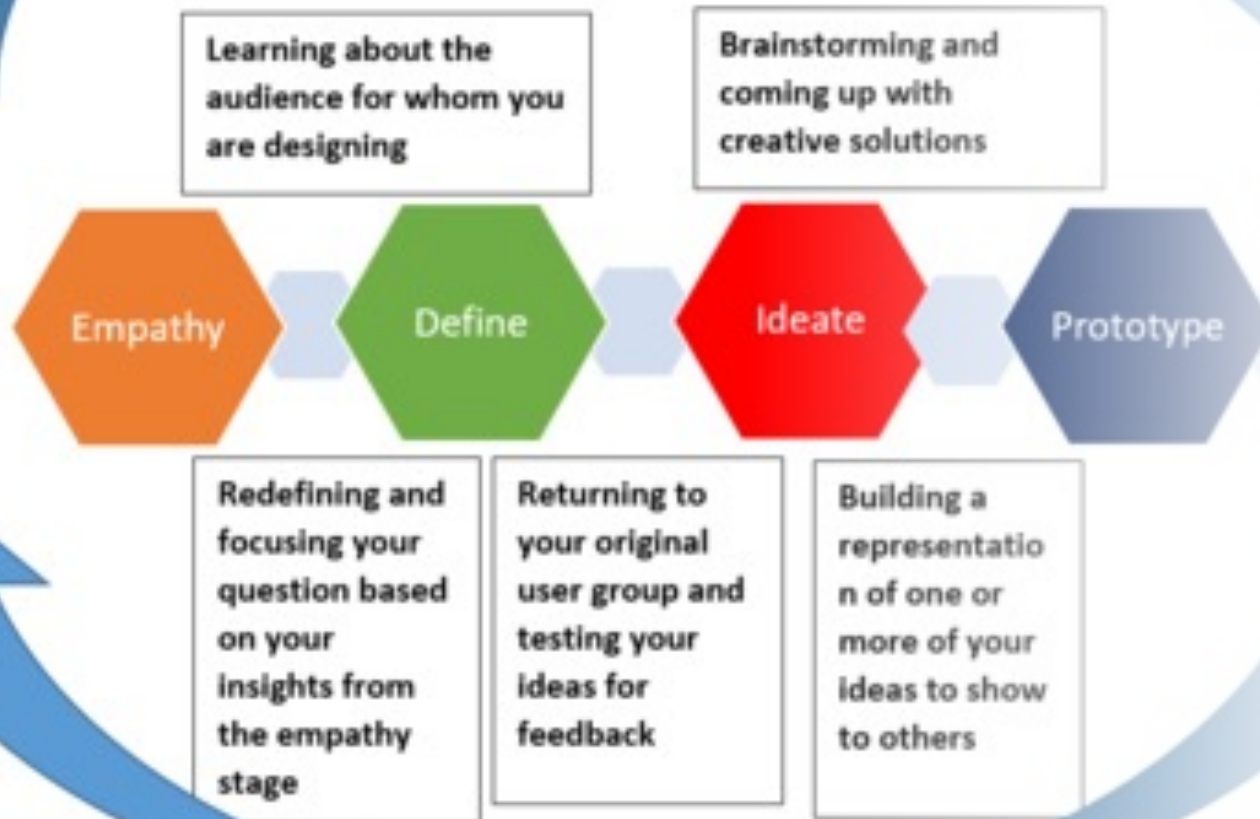 Learning about the
audience for whom you
are designing
Brainstorming and
coming up with
creative solutions
Empathy
Define
Ideate
Prototype
Redefining and
focusing your
question based
on your
insights from
the empathy
stage
Returning to
your original
user group and
testing your
ideas for
feedback
Building a
representatio
n of one or
more of your
ideas to show
to others